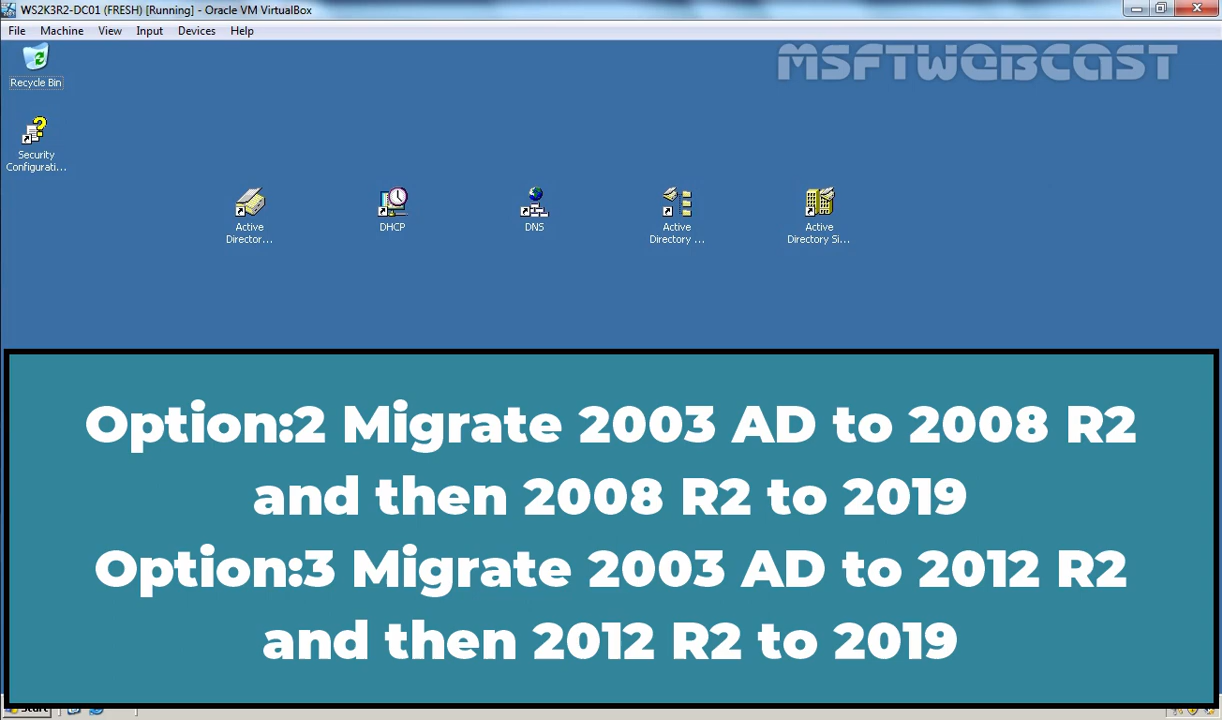 WS2K3R2-DC01 (FRESH) [Running] - Oracle VM VirtualBox
File Machine View Input Devices Help
MSFTWEBCAST
Recycle Bin
Security
Configurati...
Active
Director...
DHCP
DNS
Active
Directory ...
Active
Directory Si...
Option:2 Migrate 2003 AD to 2008 R2
and then 2008 R2 to 2019
Option:3 Migrate 2003 AD to 2012 R2
and then 2012 R2 to 2019
Start